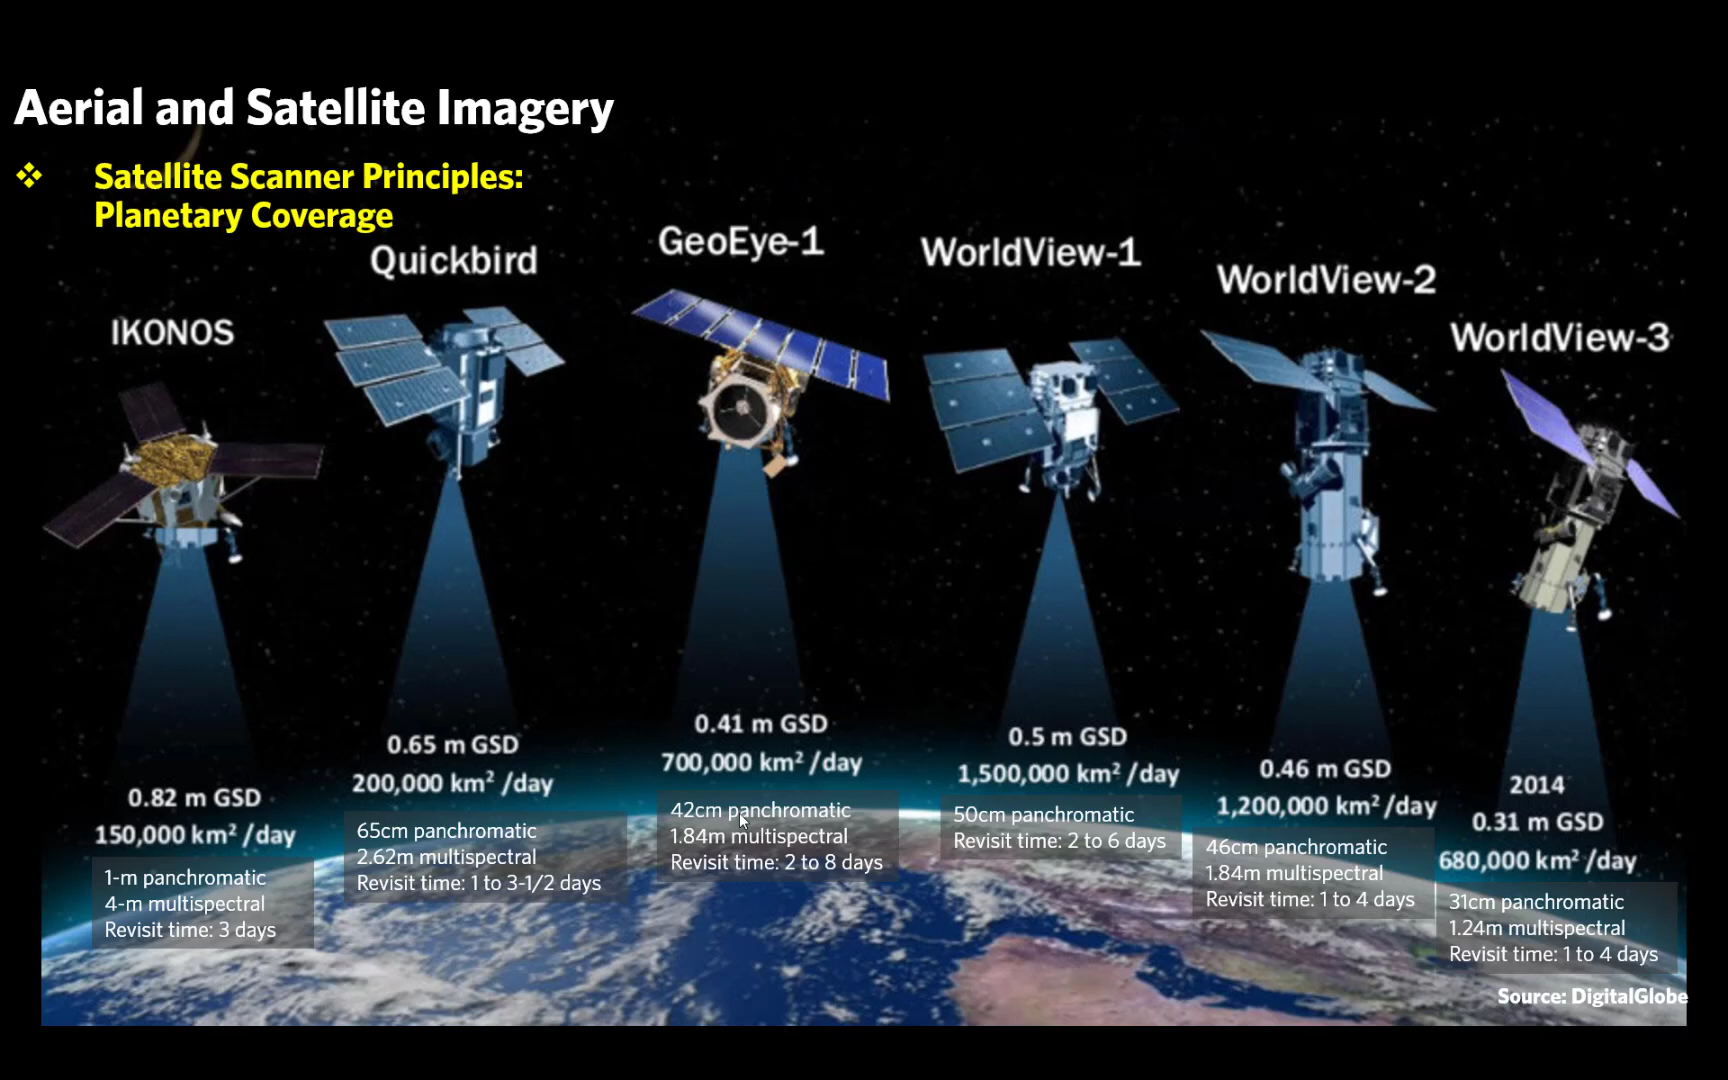 Aerial and Satellite Imagery
❖ Satellite Scanner Principles:
Planetary Coverage
IKONOS
0.82 m GSD
150,000 km² /day
1-m panchromatic
4-m multispectral
Revisit time: 3 days
Quickbird
0.65 m GSD
200,000 km² /day
65cm panchromatic
2.62m multispectral
Revisit time: 1 to 3-1/2 days
GeoEye-1
0.41 m GSD
700,000 km² /day
42cm panchromatic
1.84m multispectral
Revisit time: 2 to 8 days
WorldView-1
0.5 m GSD
1,500,000 km² /day
50cm panchromatic
Revisit time: 2 to 6 days
WorldView-2
0.46 m GSD
1,200,000 km² /day
46cm panchromatic
1.84m multispectral
Revisit time: 1 to 4 days
WorldView-3
2014
0.31 m GSD
680,000 km² /day
31cm panchromatic
1.24m multispectral
Revisit time: 1 to 4 days
Source: DigitalGlobe